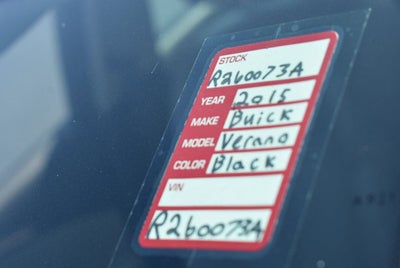 STOCK
R260073A
YEAR 2015
MAKE Buick
MODEL Verano
COLOR Black
VIN
R260073A